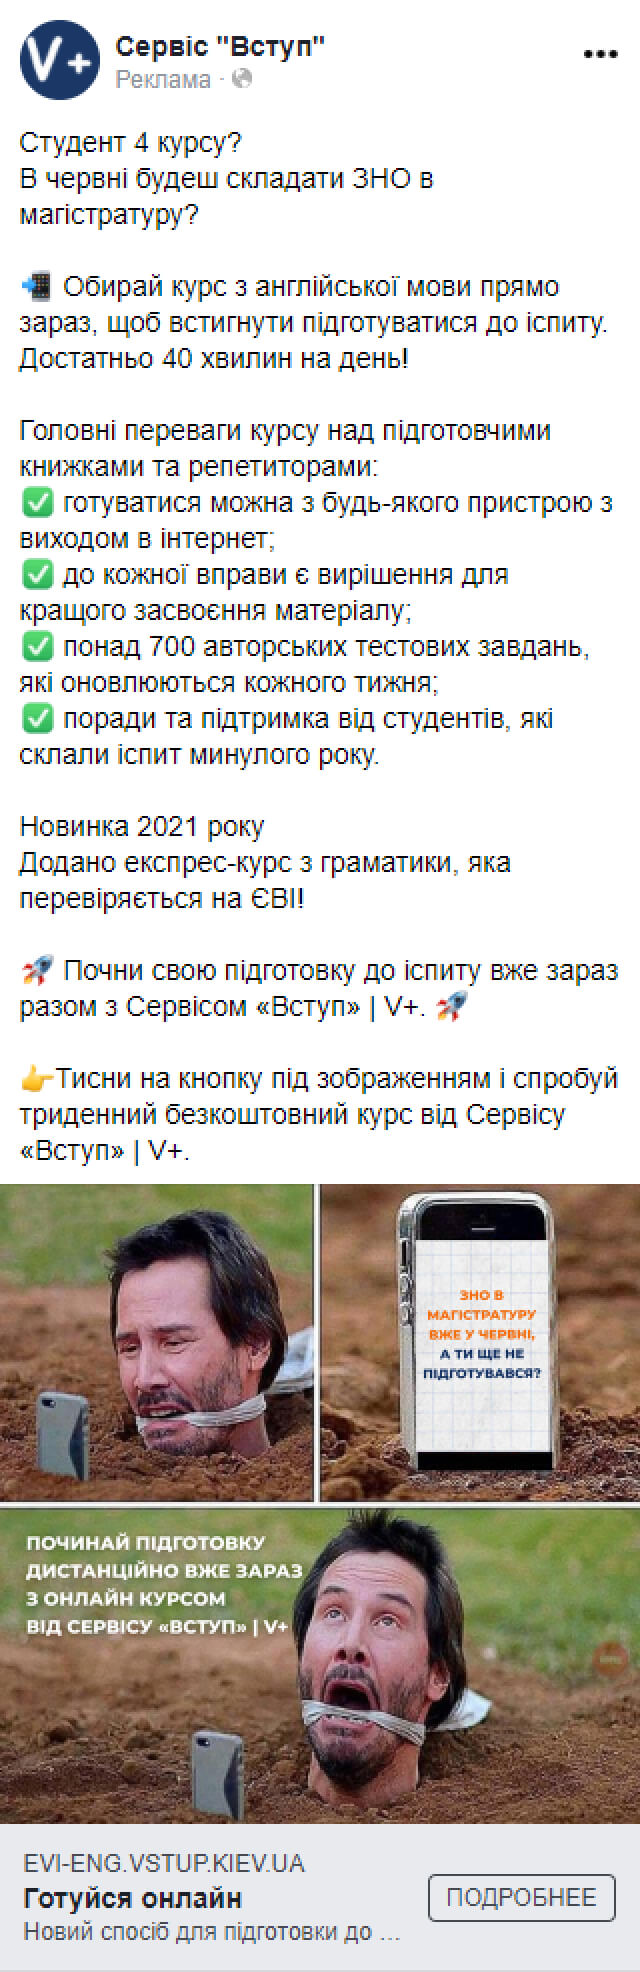 V+
Сервіс "Вступ"
Реклама ·
Студент 4 курсу?
В червні будеш складати ЗНО в
магістратуру?
📲 Обирай курс з англійської мови прямо
зараз, щоб встигнути підготуватися до іспиту.
Достатньо 40 хвилин на день!
Головні переваги курсу над підготовчими
книжками та репетиторами:
✅ готуватися можна з будь-якого пристрою з
виходом в інтернет;
✅ до кожної вправи є вирішення для
кращого засвоєння матеріалу;
✅ понад 700 авторських тестових завдань,
які оновлюються кожного тижня;
✅ поради та підтримка від студентів, які
склали іспит минулого року.
Новинка 2021 року
Додано експрес-курс з граматики, яка
перевіряється на ЄВІ!
🚀 Почни свою підготовку до іспиту вже зараз
разом з Сервісом «Вступ» | V+. 🚀
👉Тисни на кнопку під зображенням і спробуй
триденний безкоштовний курс від Сервісу
«Вступ» | V+.
ЗНО В
МАГІСТРАТУРУ
ВЖЕ У ЧЕРВНІ,
А ТИ ЩЕ НЕ
ПІДГОТУВАВСЯ?
ПОЧИНАЙ ПІДГОТОВКУ
ДИСТАНЦІЙНО ВЖЕ ЗАРАЗ
З ОНЛАЙН КУРСОМ
ВІД СЕРВІСУ «ВСТУП» | V+
EVI-ENG.VSTUP.KIEV.UA
Готуйся онлайн
Новий спосіб для підготовки до ...
ПОДРОБНЕЕ